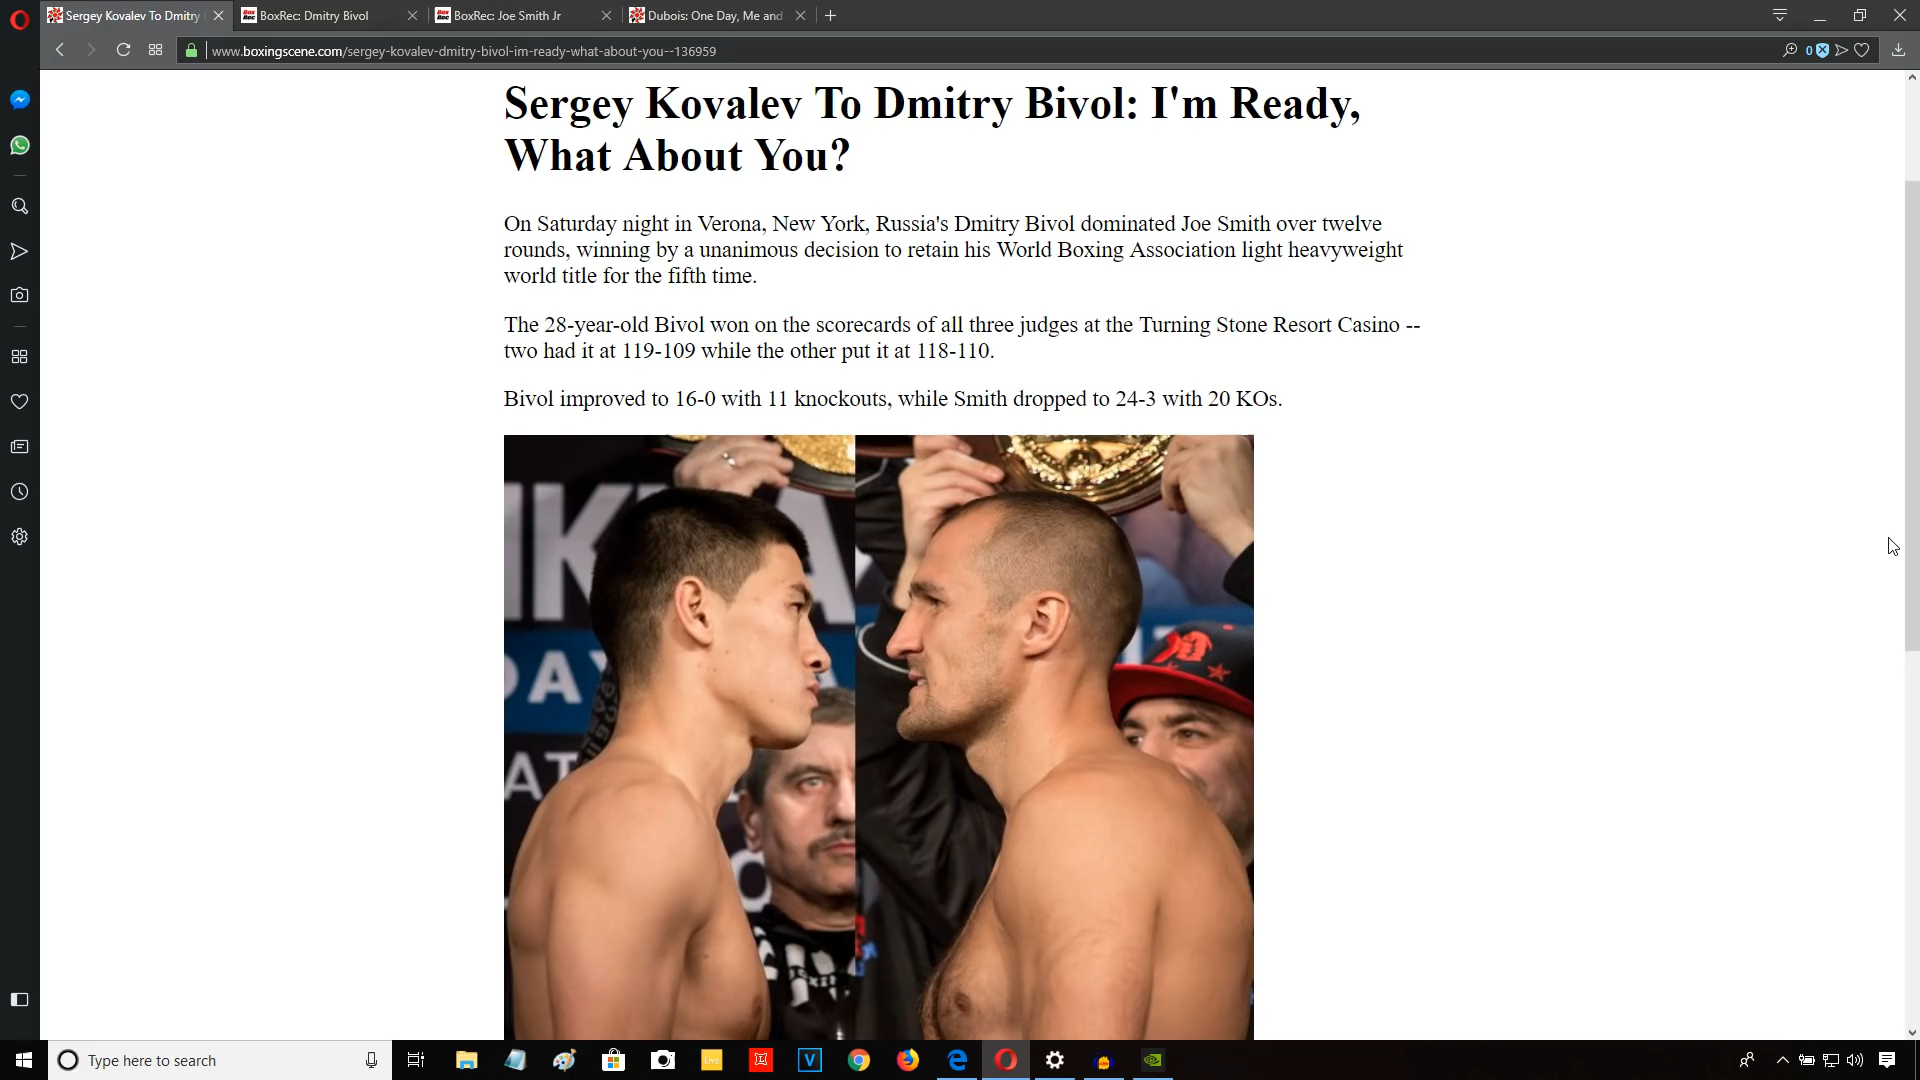 Sergey Kovalev To Dmitry
BoxRec: Dmitry Bivol
BoxRec: Joe Smith Jr
Dubois: One Day, Me and
www.boxingscene.com/sergey-kovalev-dmitry-bivol-im-ready-what-about-you--136959
0
Sergey Kovalev To Dmitry Bivol: I'm Ready,
What About You?
On Saturday night in Verona, New York, Russia's Dmitry Bivol dominated Joe Smith over twelve
rounds, winning by a unanimous decision to retain his World Boxing Association light heavyweight
world title for the fifth time.
The 28-year-old Bivol won on the scorecards of all three judges at the Turning Stone Resort Casino --
two had it at 119-109 while the other put it at 118-110.
Bivol improved to 16-0 with 11 knockouts, while Smith dropped to 24-3 with 20 KOs.
Type here to search